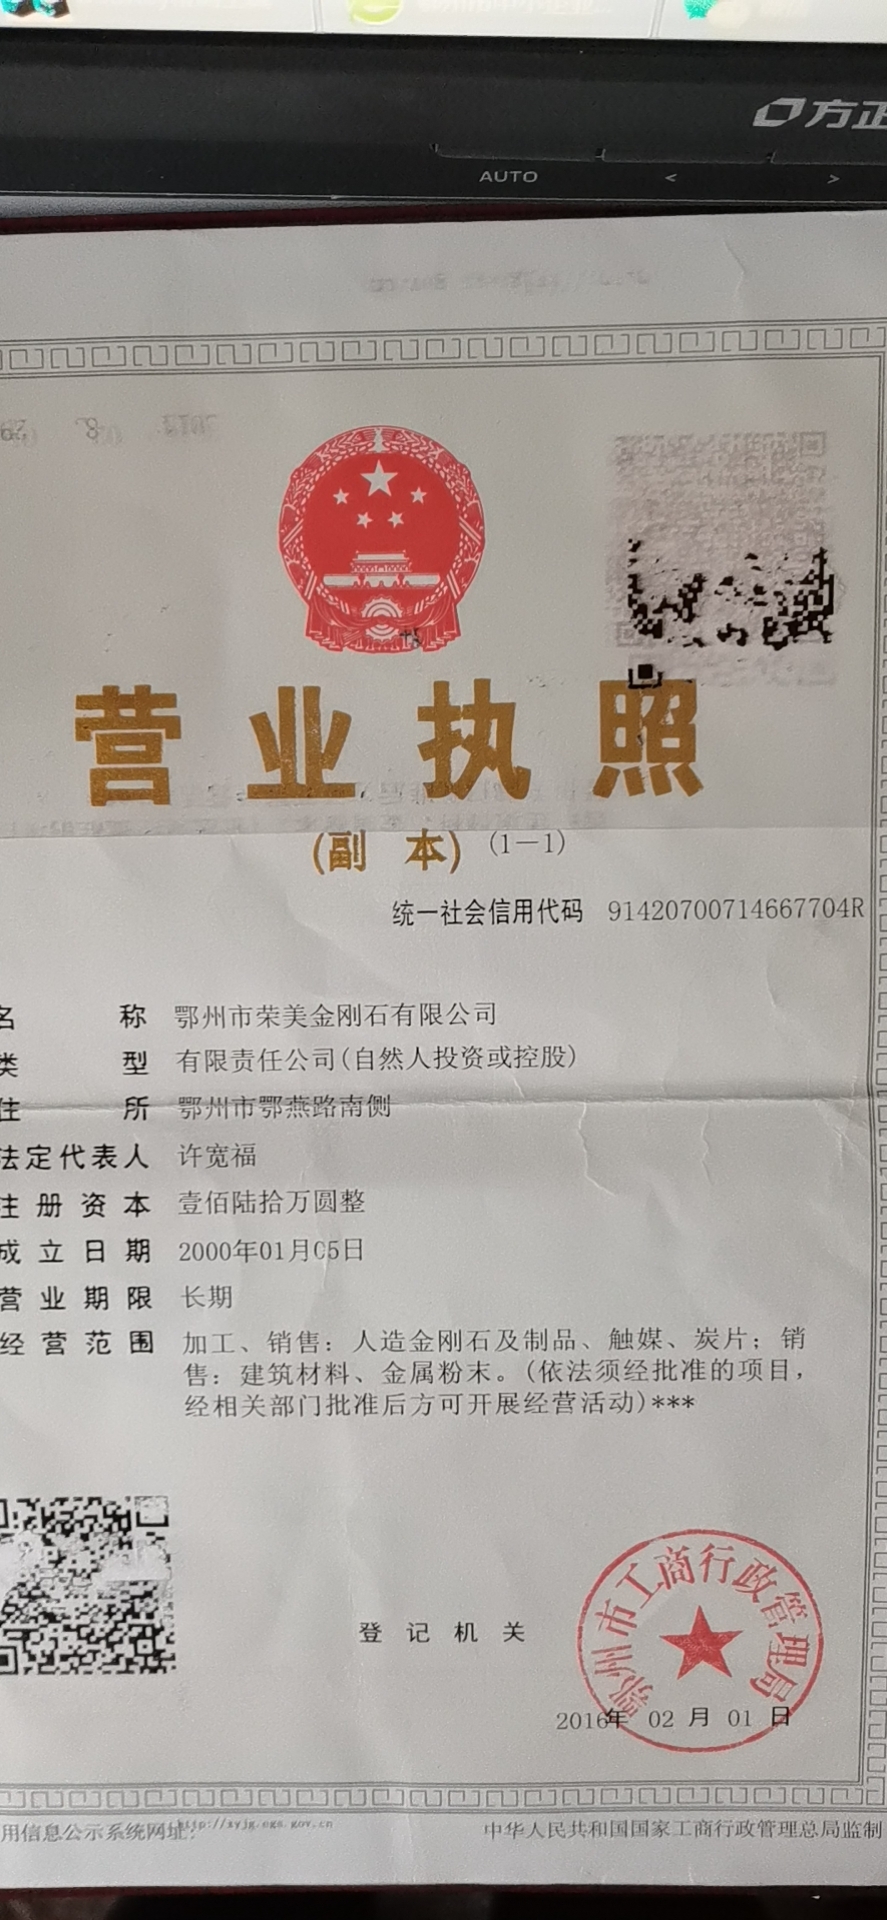 方正
AUTO < >
营业执照
(副本) (1-1)
统一社会信用代码 91420700714667704R
名称 鄂州市荣美金刚石有限公司
类型 有限责任公司(自然人投资或控股)
住所 鄂州市鄂燕路南侧
法定代表人 许宽福
注册资本 壹佰陆拾万圆整
成立日期 2000年01月05日
营业期限 长期
经营范围 加工、销售：人造金刚石及制品、触媒、炭片；销
售：建筑材料、金属粉末。(依法须经批准的项目，
经相关部门批准后方可开展经营活动)***
登记机关
鄂州市工商行政管理局
2016年 02 月 01 日
用信息公示系统网址： http://xyjg.egs.gov.cn
中华人民共和国国家工商行政管理总局监制